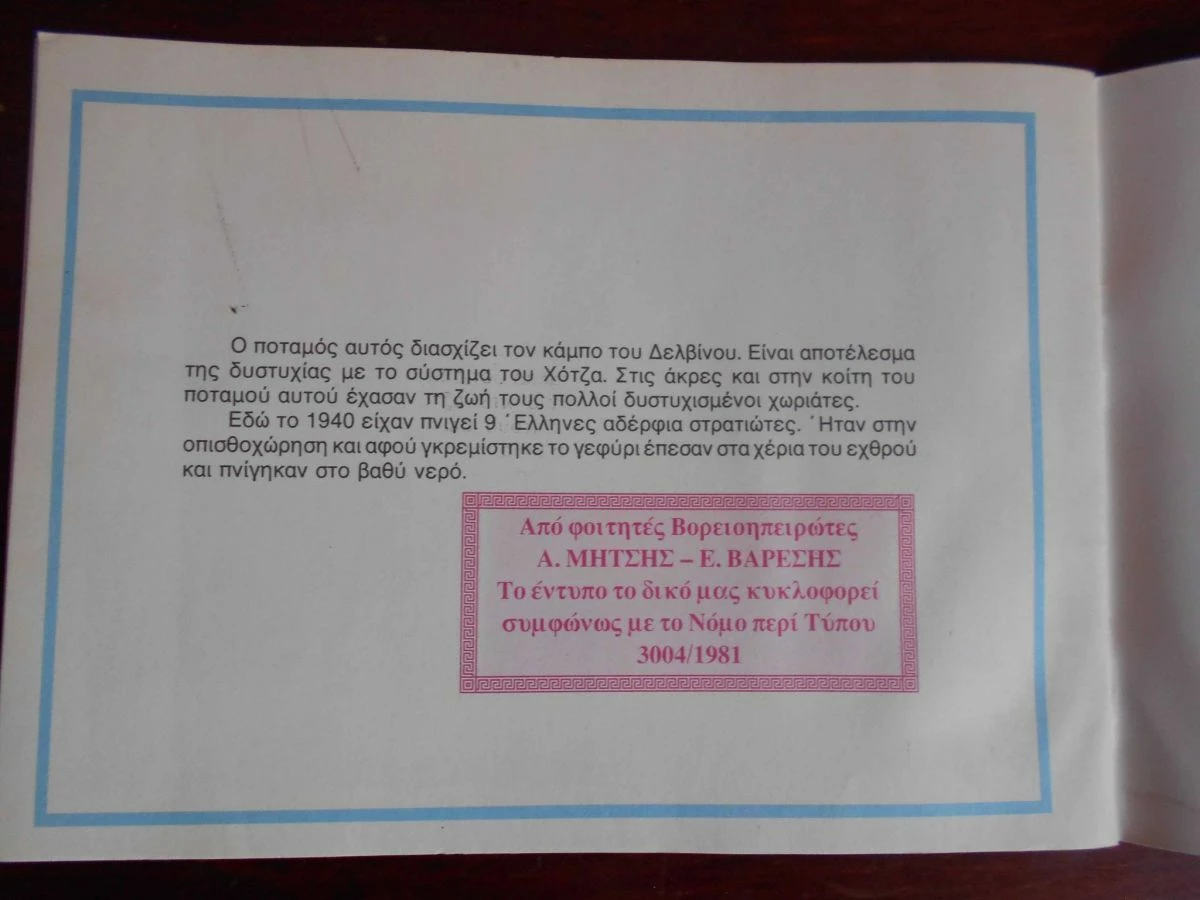 Ο ποταμός αυτός διασχίζει τον κάμπο του Δελβίνου. Είναι αποτέλεσμα
της δυστυχίας με το σύστημα του Χότζα. Στις άκρες και στην κοίτη του
ποταμού αυτού έχασαν τη ζωή τους πολλοί δυστυχισμένοι χωριάτες.
Εδώ το 1940 είχαν πνιγεί 9 ΄Ελληνες αδέρφια στρατιώτες. ΄Ηταν στην
οπισθοχώρηση και αφού γκρεμίστηκε το γεφύρι έπεσαν στα χέρια του εχθρού
και πνίγηκαν στο βαθύ νερό.
Από φοιτητές Βορειοηπειρώτες
Α. ΜΗΤΣΗΣ – Ε. ΒΑΡΕΣΗΣ
Το έντυπο το δικό μας κυκλοφορεί
συμφώνως με το Νόμο περί Τύπου
3004/1981